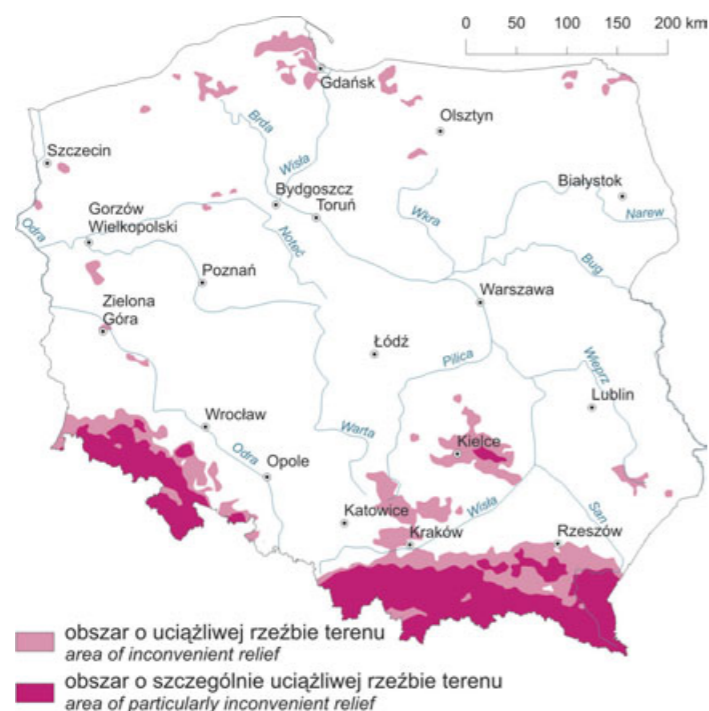 0 50 100 150 200 km
Gdańsk
Olsztyn
Brda
Wisła
Szczecin
Bydgoszcz
Toruń
Białystok
Narew
Wkra
Odra
Gorzów
Wielkopolski
Noteć
Bug
Poznań
Warszawa
Zielona
Góra
Łódź
Pilica
Wieprz
Lublin
Wrocław
Warta
Kielce
Odra
Opole
Wisła
San
Katowice
Kraków
Rzeszów
obszar o uciążliwej rzeźbie terenu
area of inconvenient relief
obszar o szczególnie uciążliwej rzeźbie terenu
area of particularly inconvenient relief